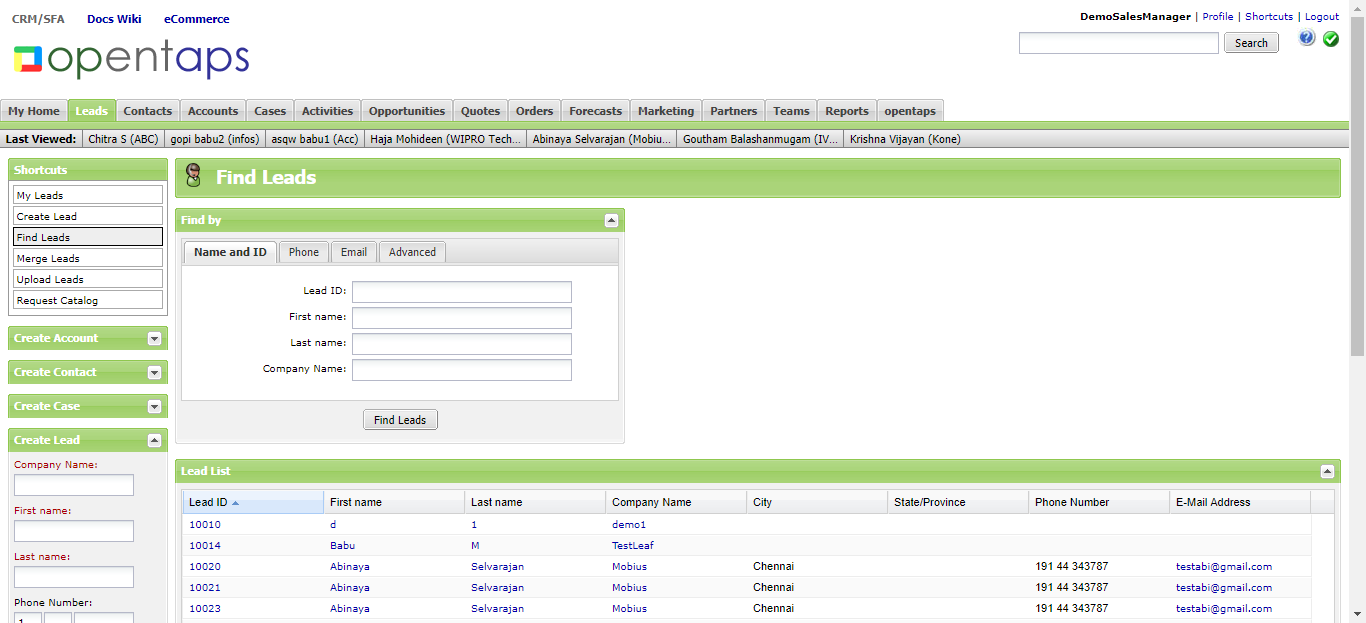 CRM/SFA Docs Wiki eCommerce
DemoSalesManager | Profile | Shortcuts | Logout
opentaps
Search
My Home Leads Contacts Accounts Cases Activities Opportunities Quotes Orders Forecasts Marketing Partners Teams Reports opentaps
Last Viewed: Chitra S (ABC) gopi babu2 (infos) asqw babu1 (Acc) Haja Mohideen (WIPRO Tech... Abinaya Selvarajan (Mobiu... Goutham Balashanmugam (IV... Krishna Vijayan (Kone)
Shortcuts
My Leads
Create Lead
Find Leads
Merge Leads
Upload Leads
Request Catalog
Create Account
Create Contact
Create Case
Create Lead
Company Name:
First name:
Last name:
Phone Number:
1
Find Leads
Find by
Name and ID Phone Email Advanced
Lead ID:
First name:
Last name:
Company Name:
Find Leads
Lead List
Lead ID First name Last name Company Name City State/Province Phone Number E-Mail Address
10010 d 1 demo1
10014 Babu M TestLeaf
10020 Abinaya Selvarajan Mobius Chennai 191 44 343787 testabi@gmail.com
10021 Abinaya Selvarajan Mobius Chennai 191 44 343787 testabi@gmail.com
10023 Abinaya Selvarajan Mobius Chennai 191 44 343787 testabi@gmail.com